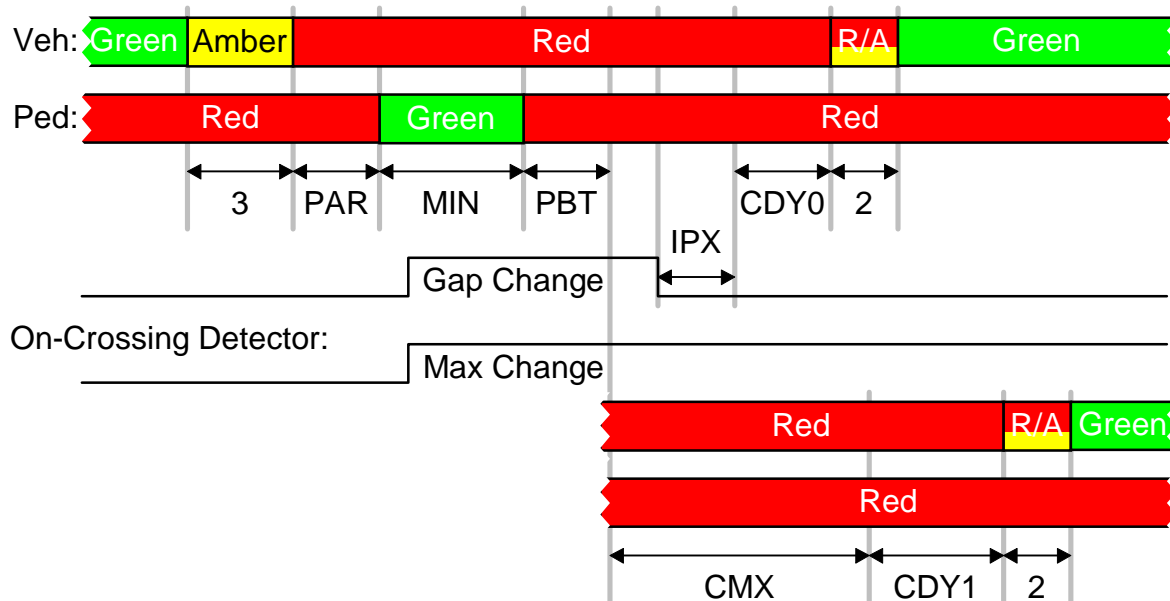 Veh: Green Amber Red R/A Green
Ped: Red Green Red
3 PAR MIN PBT CDY0 2
IPX
Gap Change
On-Crossing Detector:
Max Change
Red R/A Green
Red
CMX CDY1 2